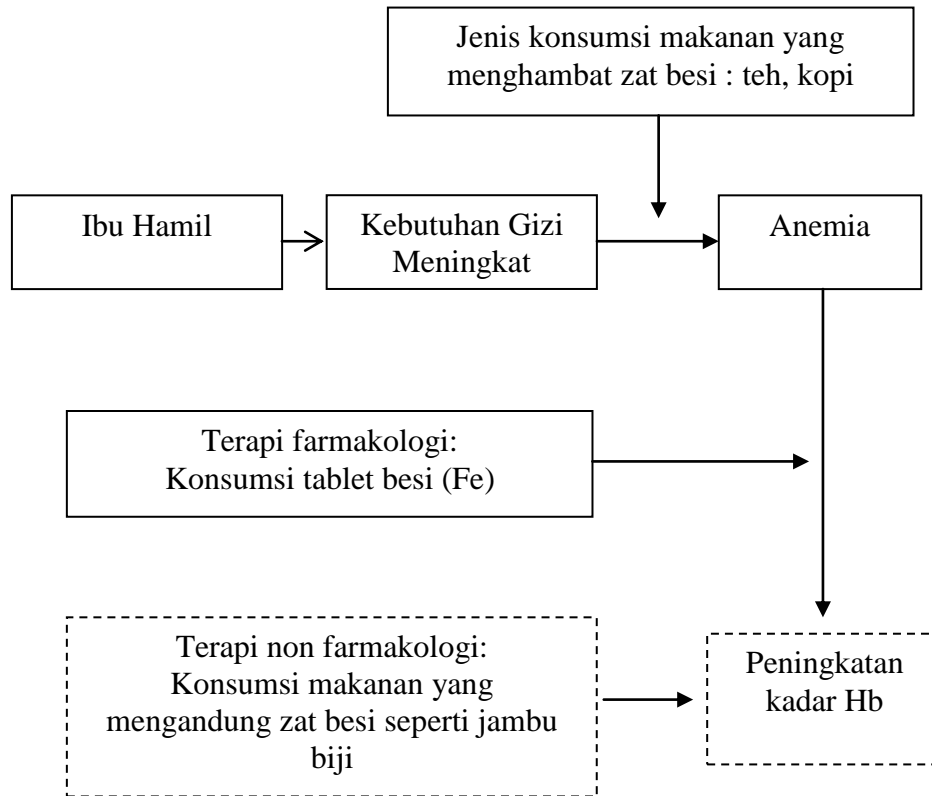 Jenis konsumsi makanan yang
menghambat zat besi : teh, kopi
Ibu Hamil
Kebutuhan Gizi
Meningkat
Anemia
Terapi farmakologi:
Konsumsi tablet besi (Fe)
Terapi non farmakologi:
Konsumsi makanan yang
mengandung zat besi seperti jambu
biji
Peningkatan
kadar Hb